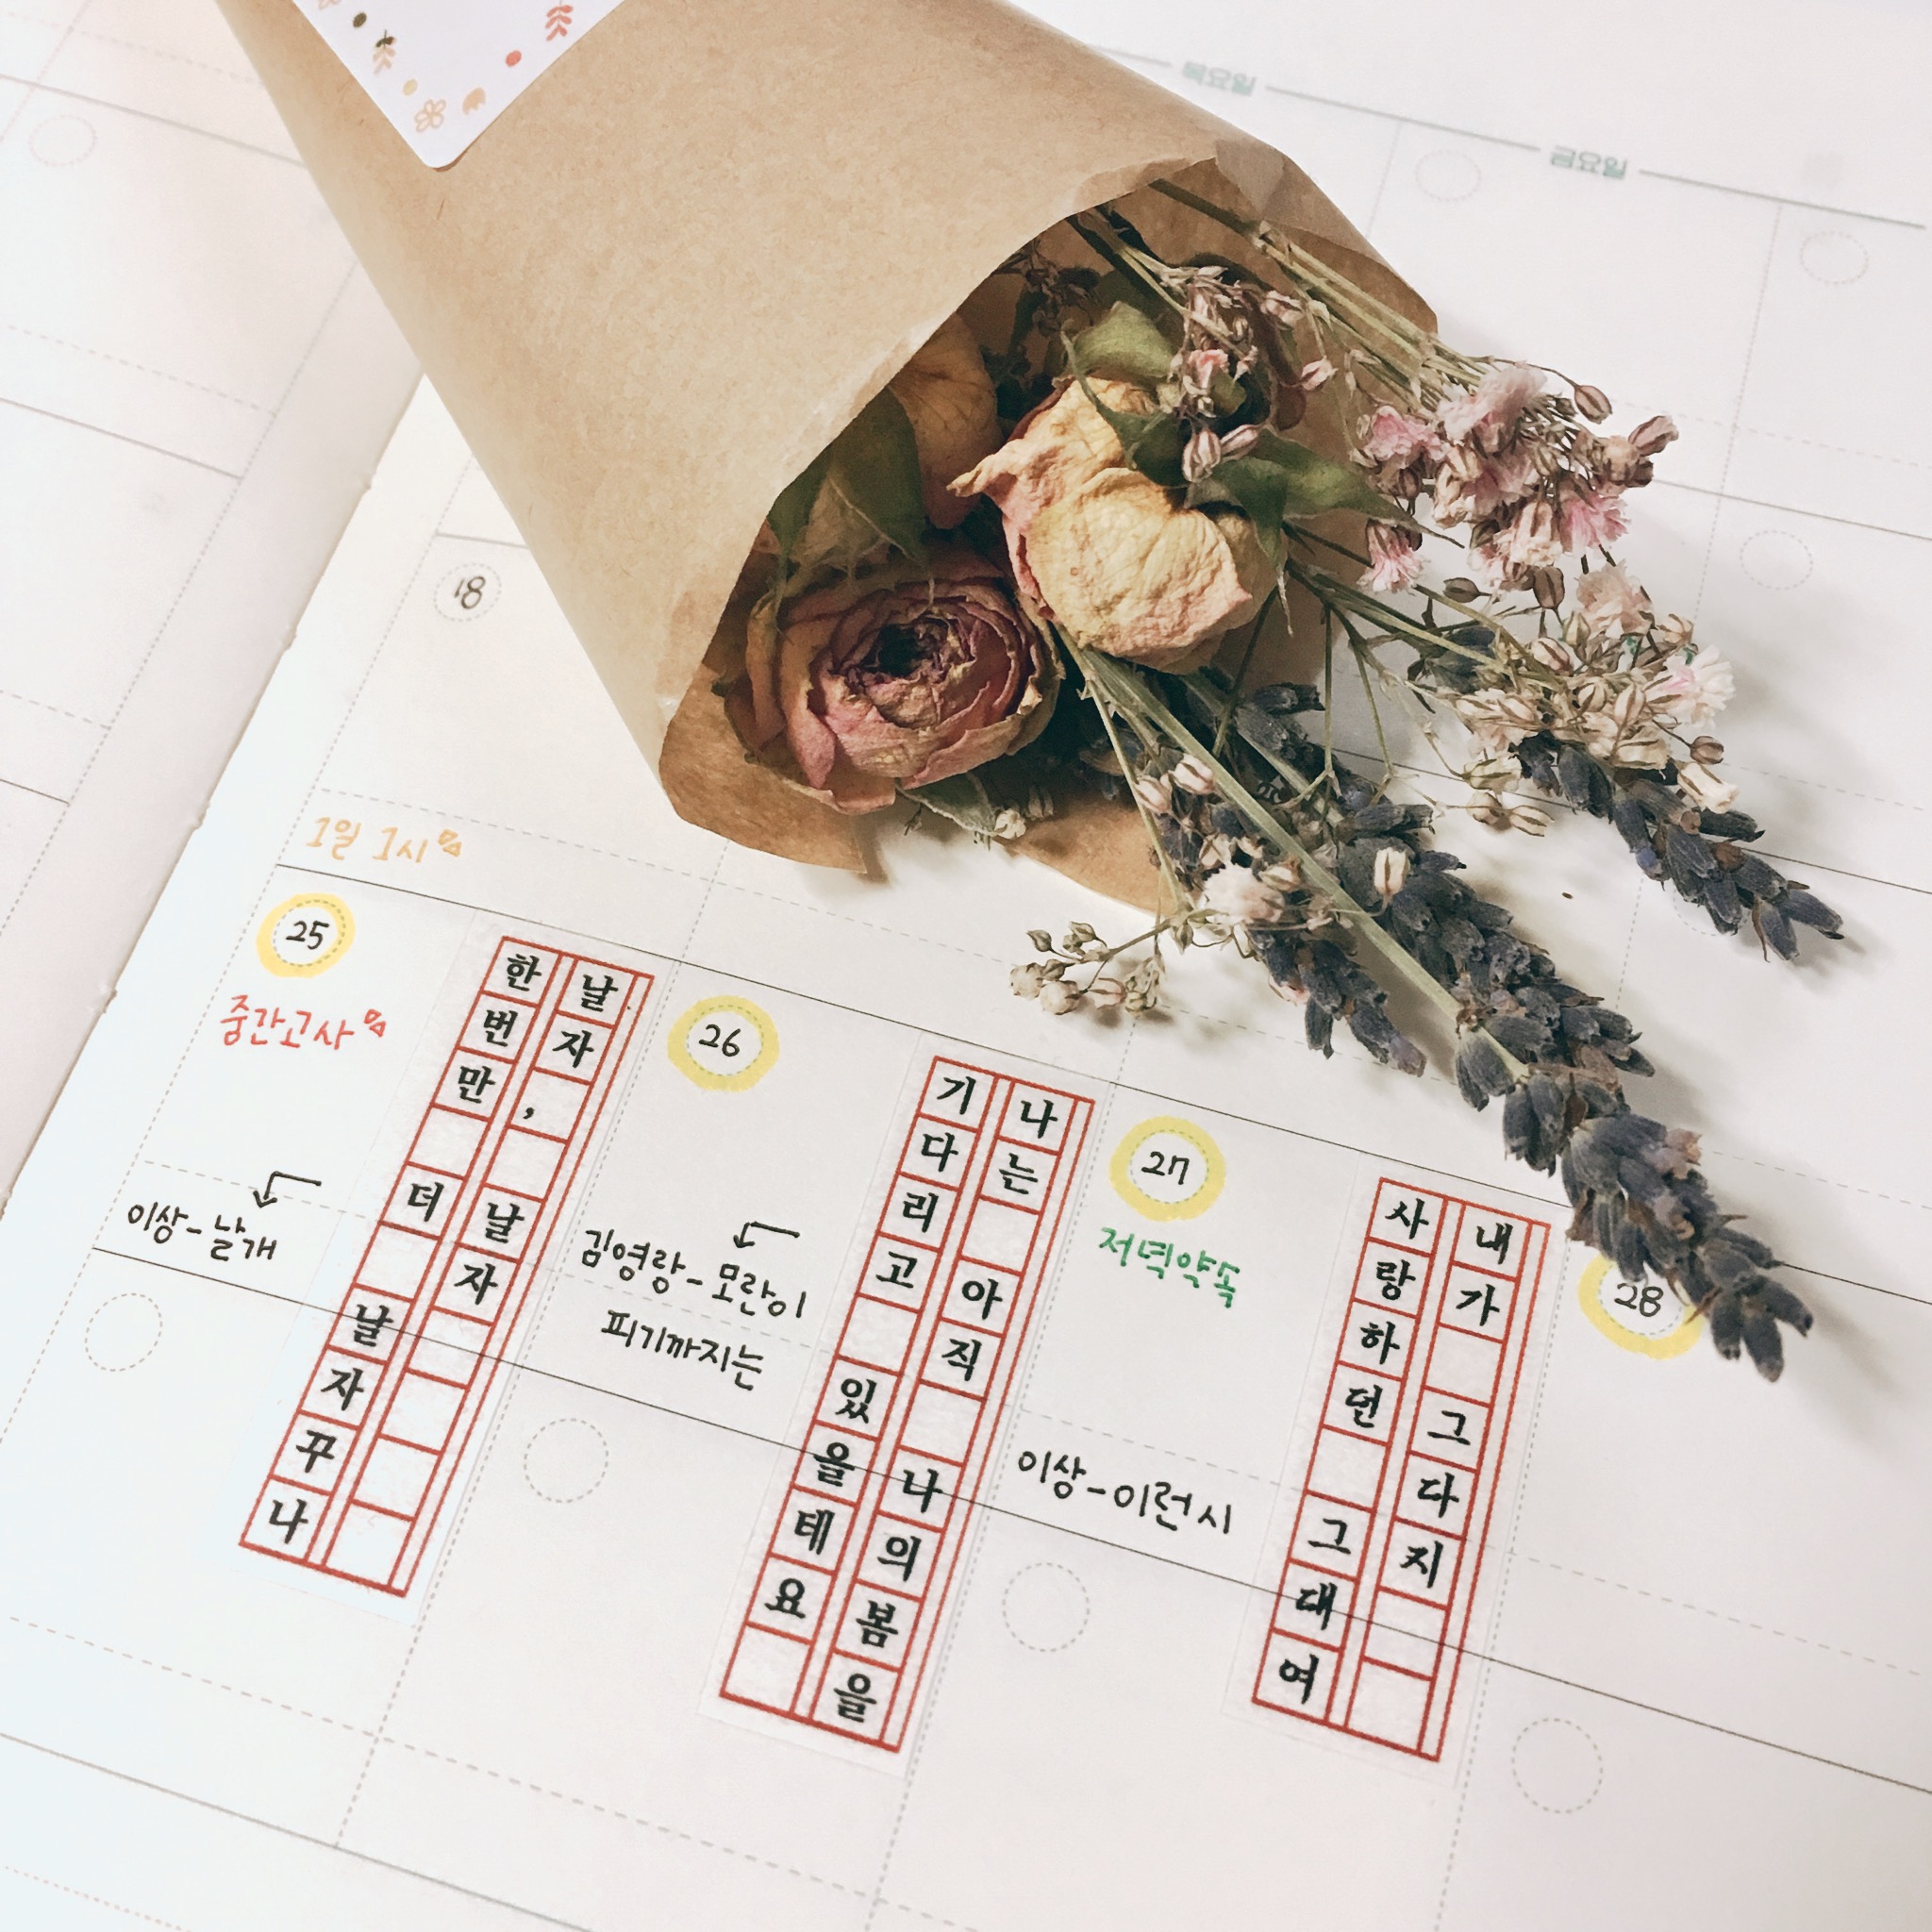 목요일
금요일
18
1일 1시
25
중간고사
날자, 날자
한번만 더 날자꾸나
이상-날개
26
나는 아직 나의봄을
기다리고 있을테요
김영랑-모란이
피기까지는
27
저녁약속
내가 그다지
사랑하던 그대여
이상-이런시
28